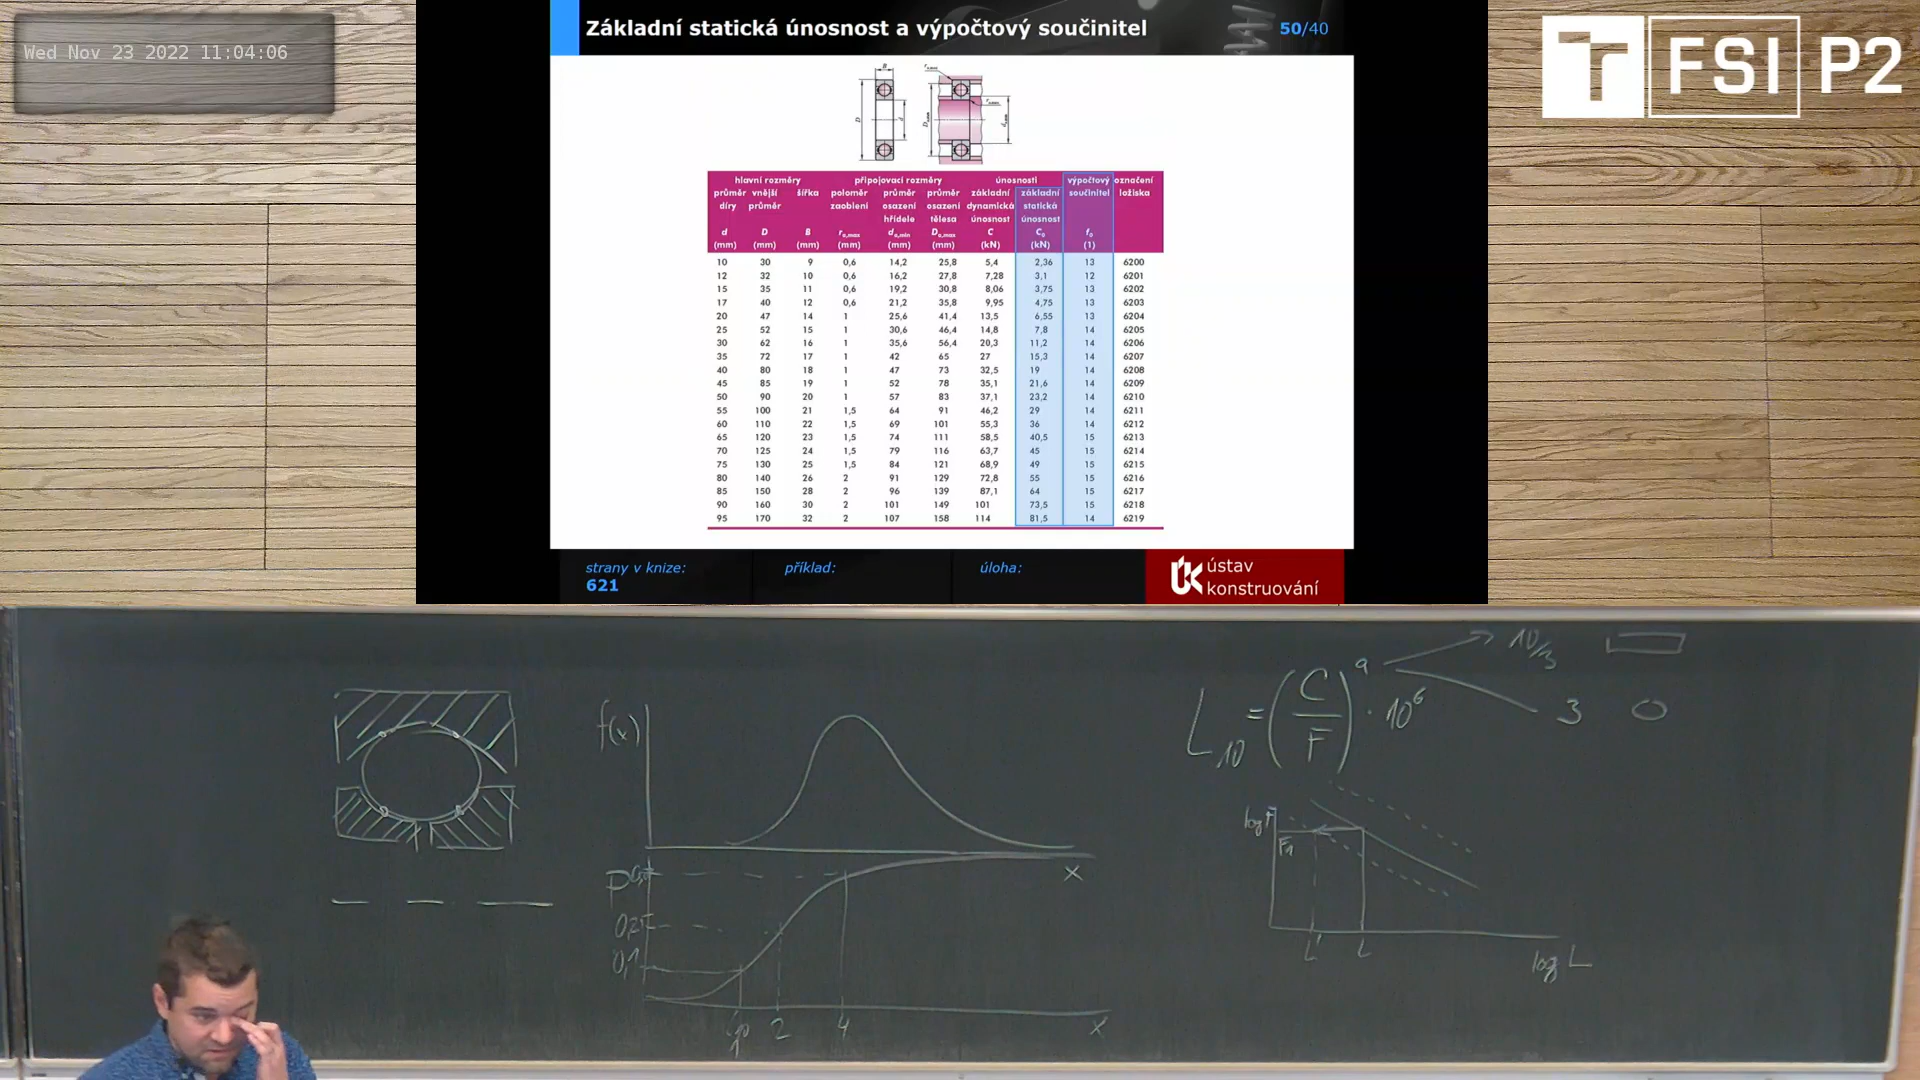 Wed Nov 23 2022 11:04:06
Základní statická únosnost a výpočtový součinitel
50/40
FSI P2
hlavní rozměry připojovací rozměry únosnosti výpočtový označení
průměr vnější šířka poloměr průměr průměr základní základní součinitel ložiska
díry průměr zaoblení osazení osazení dynamická statická
hřídele tělesa únosnost únosnost
d D B ra,max da,min Da,max C C0 f0
(mm) (mm) (mm) (mm) (mm) (mm) (kN) (kN) (1)
10 30 9 0,6 14,2 25,8 5,4 2,36 13 6200
12 32 10 0,6 16,2 27,8 7,28 3,1 12 6201
15 35 11 0,6 19,2 30,8 8,06 3,75 13 6202
17 40 12 0,6 21,2 35,8 9,95 4,75 13 6203
20 47 14 1 25,6 41,4 13,5 6,55 13 6204
25 52 15 1 30,6 46,4 14,8 7,8 14 6205
30 62 16 1 35,6 56,4 20,3 11,2 14 6206
35 72 17 1 42 65 27 15,3 14 6207
40 80 18 1 47 73 32,5 19 14 6208
45 85 19 1 52 78 35,1 21,6 14 6209
50 90 20 1 57 83 37,1 23,2 14 6210
55 100 21 1,5 64 91 46,2 29 14 6211
60 110 22 1,5 69 101 55,3 36 14 6212
65 120 23 1,5 74 111 58,5 40,5 15 6213
70 125 24 1,5 79 116 63,7 45 15 6214
75 130 25 1,5 84 121 68,9 49 15 6215
80 140 26 2 91 129 72,8 55 15 6216
85 150 28 2 96 139 87,1 64 15 6217
90 160 30 2 101 149 101 73,5 15 6218
95 170 32 2 107 158 114 81,5 14 6219
strany v knize:
621
příklad:
úloha:
ústav
konstruování
f(x)
x
P
0,1
2 4 x
L10 = (C/F)^a · 10^6
10/3
3
log F
F1
L' L
log L